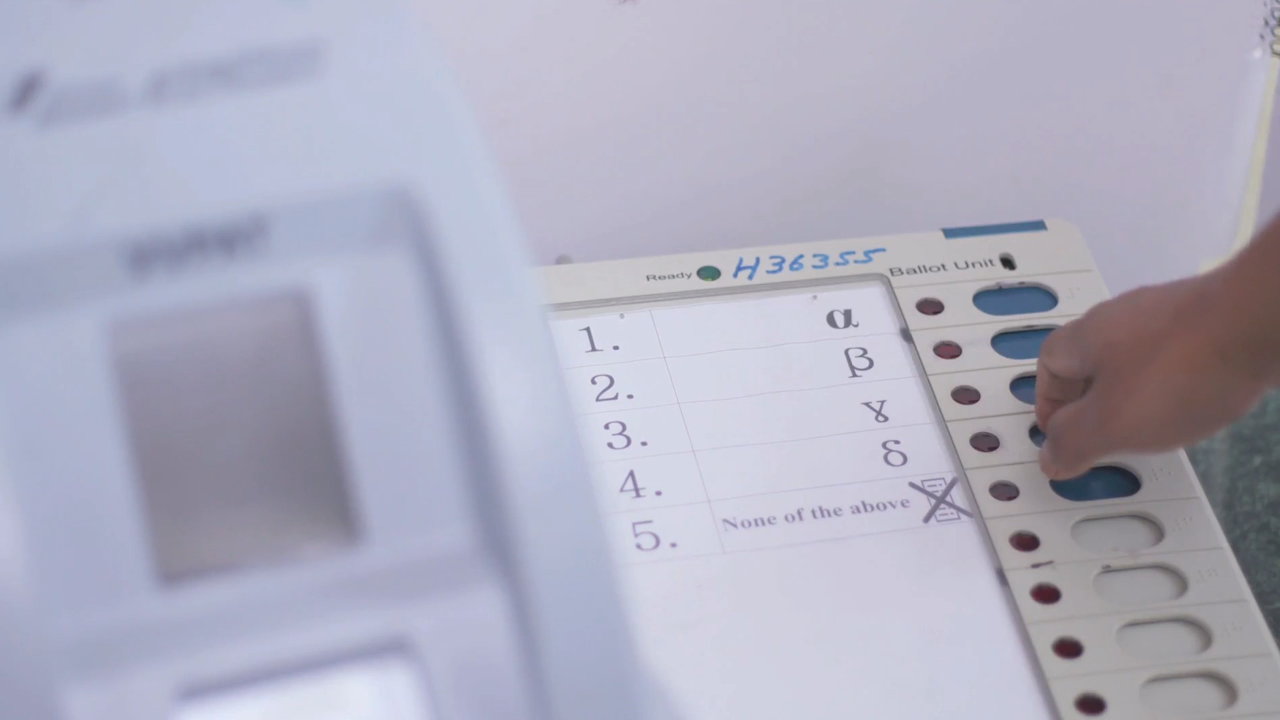 Ready H36355 Ballot Unit
1. α
2. β
3. ɣ
4. δ
5. None of the above